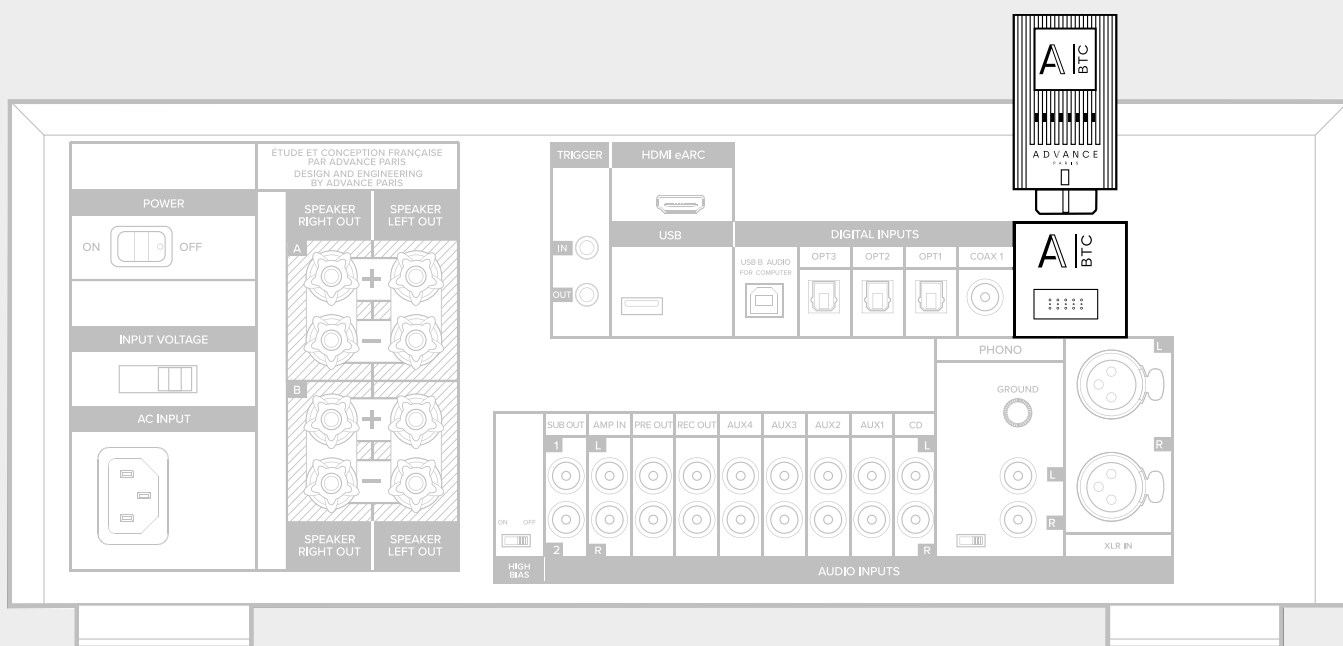 A BTC
ADVANCE
PARIS
ÉTUDE ET CONCEPTION FRANÇAISE
PAR ADVANCE PARIS
DESIGN AND ENGINEERING
BY ADVANCE PARIS
POWER
ON OFF
INPUT VOLTAGE
AC INPUT
SPEAKER
RIGHT OUT
SPEAKER
LEFT OUT
A
+
−
B
+
−
SPEAKER
RIGHT OUT
SPEAKER
LEFT OUT
TRIGGER
IN
OUT
HDMI eARC
USB
DIGITAL INPUTS
USB B AUDIO
FOR COMPUTER
OPT3
OPT2
OPT1
COAX 1
A BTC
PHONO
GROUND
L
R
L
R
XLR IN
ON OFF
HIGH
BIAS
SUB OUT
1
2
AMP IN
L
R
PRE OUT
REC OUT
AUX4
AUX3
AUX2
AUX1
CD
L
R
AUDIO INPUTS